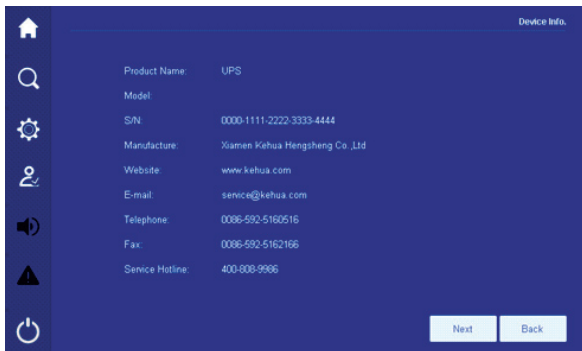 Device Info.
Product Name: UPS
Model:
S/N: 0000-1111-2222-3333-4444
Manufacture: Xiamen Kehua Hengsheng Co.,Ltd
Website: www.kehua.com
E-mail: service@kehua.com
Telephone: 0086-592-5160516
Fax: 0086-592-5162166
Service Hotline: 400-808-9986
Next Back